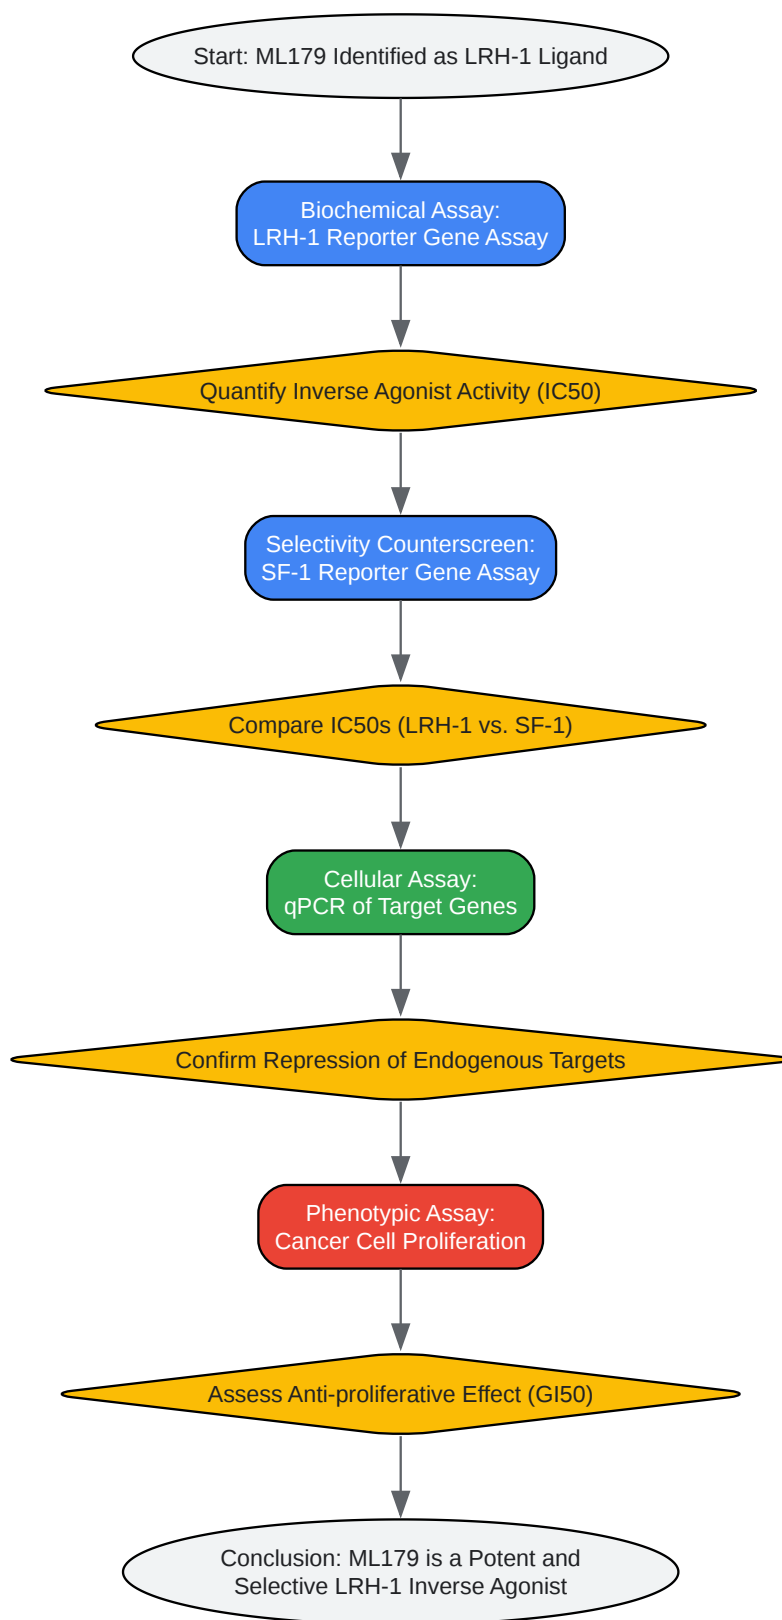 Start: ML179 Identified as LRH-1 Ligand
Biochemical Assay:
LRH-1 Reporter Gene Assay
Quantify Inverse Agonist Activity (IC50)
Selectivity Counterscreen:
SF-1 Reporter Gene Assay
Compare IC50s (LRH-1 vs. SF-1)
Cellular Assay:
qPCR of Target Genes
Confirm Repression of Endogenous Targets
Phenotypic Assay:
Cancer Cell Proliferation
Assess Anti-proliferative Effect (GI50)
Conclusion: ML179 is a Potent and
Selective LRH-1 Inverse Agonist